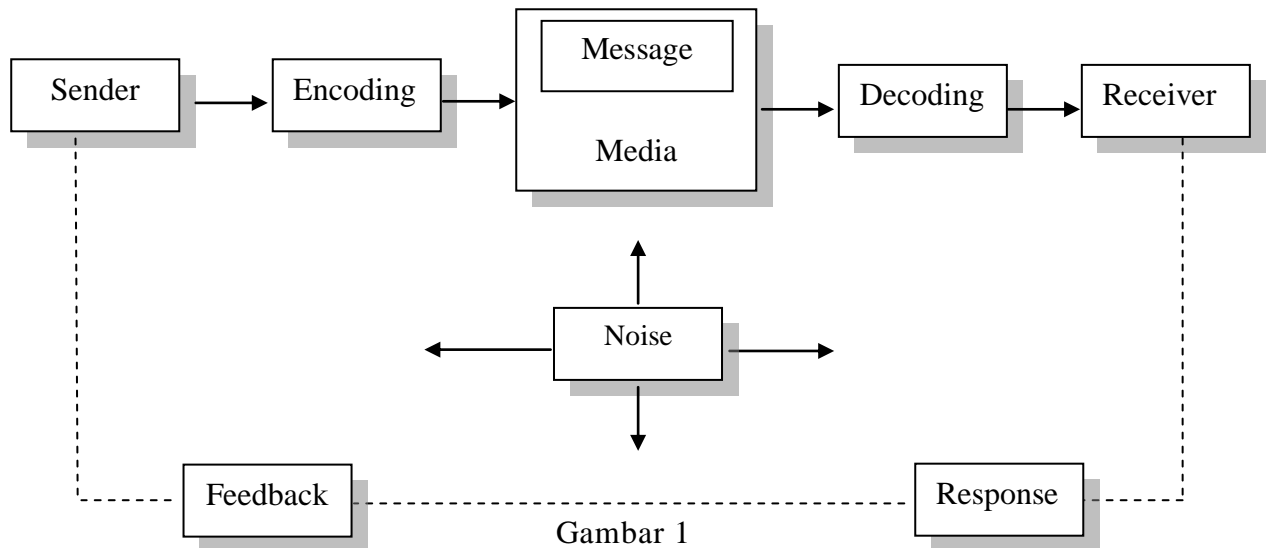 Sender
Encoding
Message
Media
Decoding
Receiver
Noise
Feedback
Response
Gambar 1